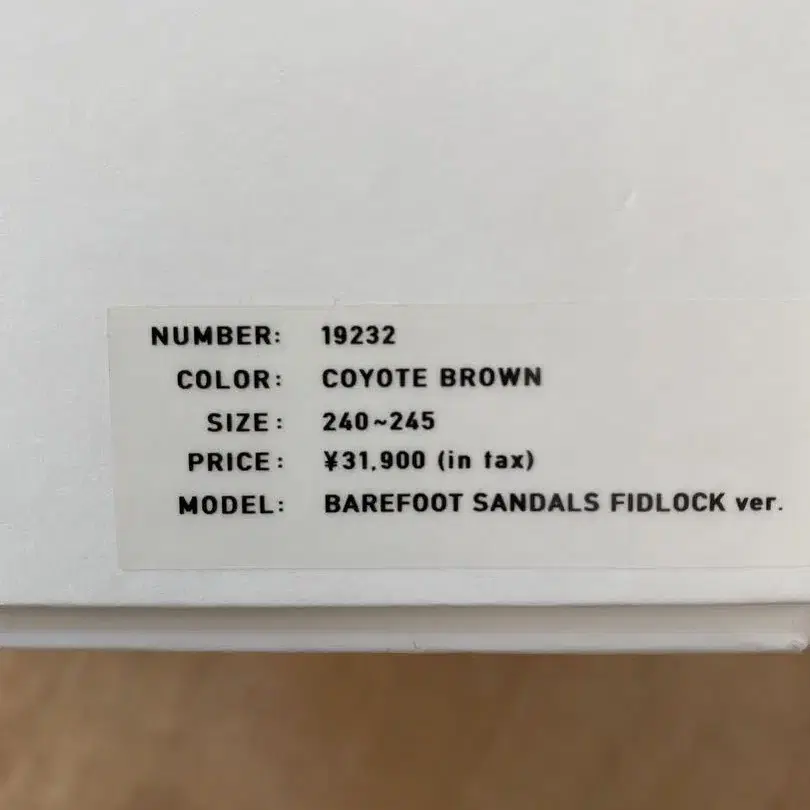 NUMBER: 19232
COLOR: COYOTE BROWN
SIZE: 240~245
PRICE: ¥31,900 (in tax)
MODEL: BAREFOOT SANDALS FIDLOCK ver.